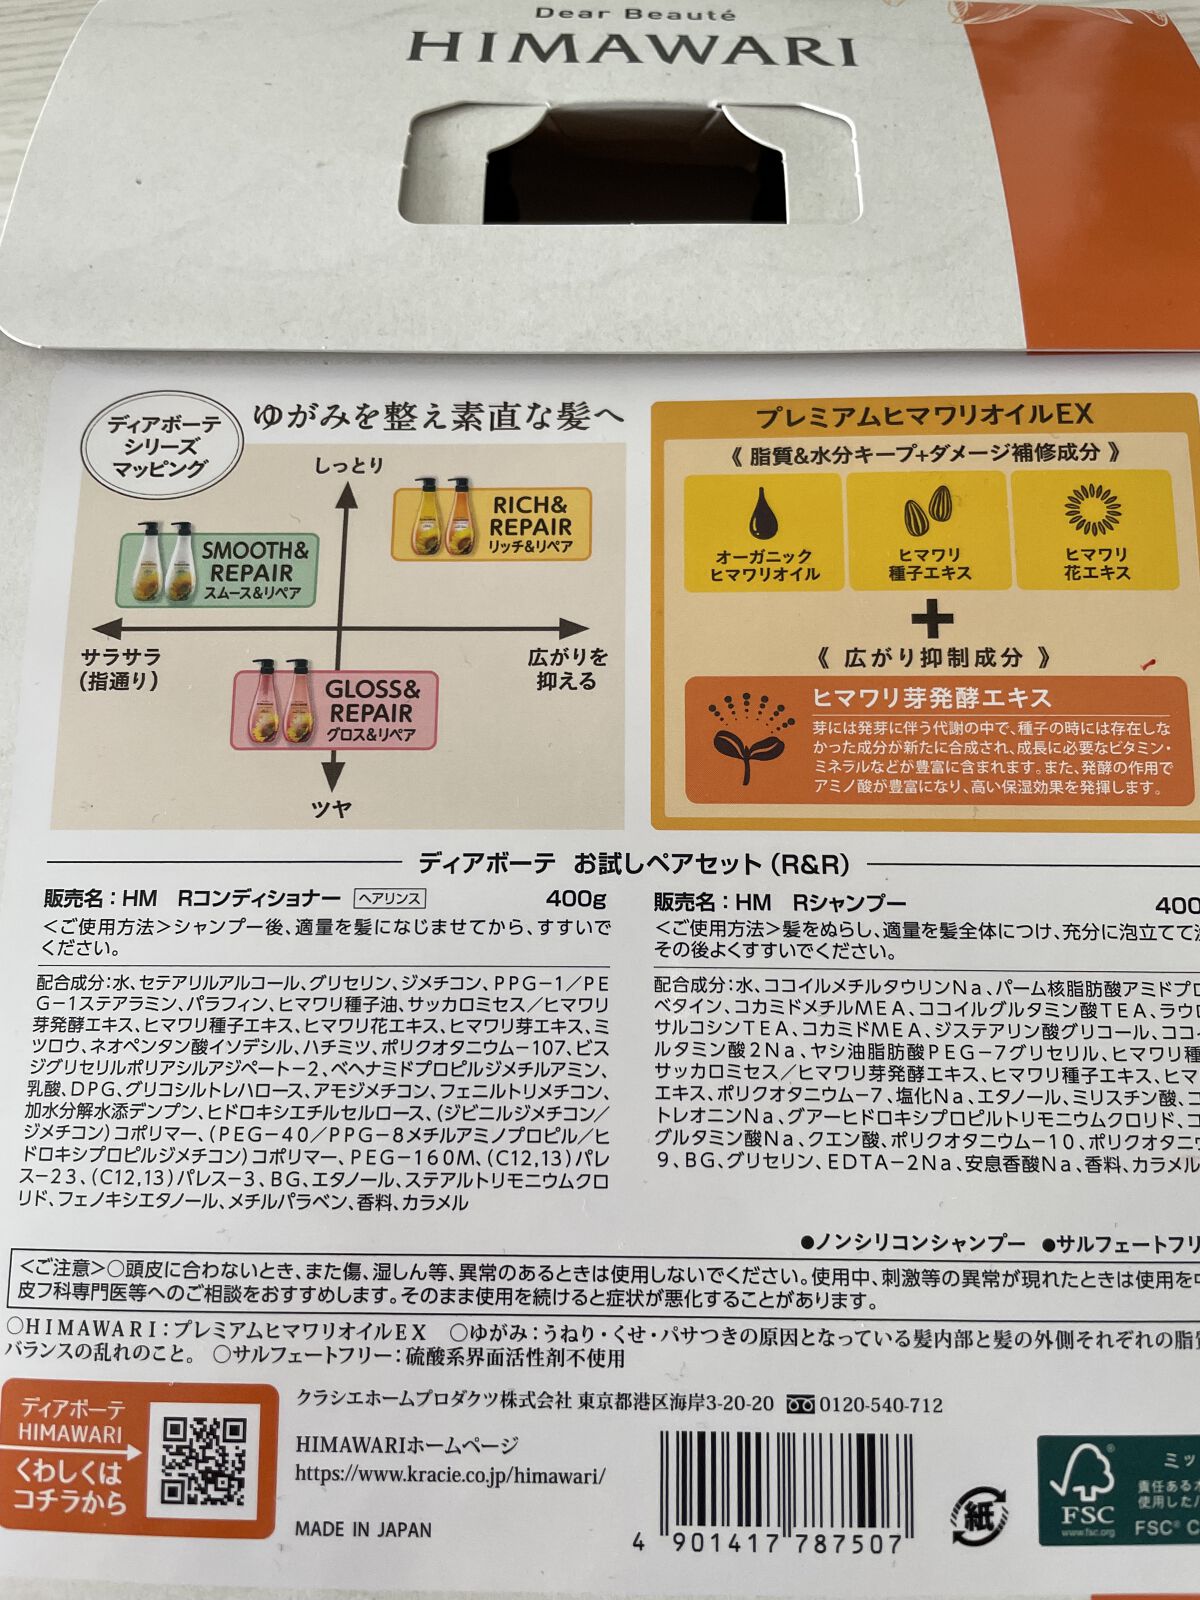 Dear Beauté
HIMAWARI
ディアボーテ
シリーズ
マッピング
ゆがみを整え素直な髪へ
しっとり
RICH&
REPAIR
リッチ&リペア
SMOOTH&
REPAIR
スムース&リペア
サラサラ
(指通り)
広がりを
抑える
GLOSS&
REPAIR
グロス&リペア
ツヤ
プレミアムヒマワリオイルEX
《 脂質&水分キープ+ダメージ補修成分 》
オーガニック
ヒマワリオイル
ヒマワリ
種子エキス
ヒマワリ
花エキス
《 広がり抑制成分 》
ヒマワリ芽発酵エキス
芽には発芽に伴う代謝の中で、種子の時には存在しな
かった成分が新たに合成され、成長に必要なビタミン・
ミネラルなどが豊富に含まれます。また、発酵の作用で
アミノ酸が豊富になり、高い保湿効果を発揮します。
ディアボーテ お試しペアセット(R&R)
販売名:HM Rコンディショナー ヘアリンス 400g
<ご使用方法>シャンプー後、適量を髪になじませてから、すすいで
ください。
配合成分:水、セテアリルアルコール、グリセリン、ジメチコン、PPG-1/PE
G-1ステアラミン、パラフィン、ヒマワリ種子油、サッカロミセス/ヒマワリ
芽発酵エキス、ヒマワリ種子エキス、ヒマワリ花エキス、ヒマワリ芽エキス、ミ
ツロウ、ネオペンタン酸イソデシル、ハチミツ、ポリクオタニウム-107、ビス
ジグリセリルポリアシルアジペート-2、ベヘナミドプロピルジメチルアミン、
乳酸、DPG、グリコシルトレハロース、アモジメチコン、フェニルトリメチコン、
加水分解水添デンプン、ヒドロキシエチルセルロース、(ジビニルジメチコン/
ジメチコン)コポリマー、(PEG-40/PPG-8メチルアミノプロピル/ヒ
ドロキシプロピルジメチコン)コポリマー、PEG-160M、(C12,13)パレ
ス-23、(C12,13)パレス-3、BG、エタノール、ステアルトリモニウムクロ
リド、フェノキシエタノール、メチルパラベン、香料、カラメル
販売名:HM Rシャンプー 400
<ご使用方法>髪をぬらし、適量を髪全体につけ、充分に泡立てて
その後よくすすいでください。
配合成分:水、ココイルメチルタウリンNa、パーム核脂肪酸アミドプロ
ベタイン、コカミドメチルMEA、ココイルグルタミン酸TEA、ラウロ
サルコシンTEA、コカミドMEA、ジステアリン酸グリコール、ココ
ルタミン酸2Na、ヤシ油脂肪酸PEG-7グリセリル、ヒマワリ種
サッカロミセス/ヒマワリ芽発酵エキス、ヒマワリ種子エキス、ヒマ
エキス、ポリクオタニウム-7、塩化Na、エタノール、ミリスチン酸、コ
トレオニンNa、グアーヒドロキシプロピルトリモニウムクロリド、コ
グルタミン酸Na、クエン酸、ポリクオタニウム-10、ポリクオタニ
9、BG、グリセリン、EDTA-2Na、安息香酸Na、香料、カラメル
●ノンシリコンシャンプー ●サルフェートフリ
<ご注意>○頭皮に合わないとき、また傷、湿しん等、異常のあるときは使用しないでください。使用中、刺激等の異常が現れたときは使用を中
皮フ科専門医等へのご相談をおすすめします。そのまま使用を続けると症状が悪化することがあります。
○HIMAWARI:プレミアムヒマワリオイルEX ○ゆがみ:うねり・くせ・パサつきの原因となっている髪内部と髪の外側それぞれの脂質
バランスの乱れのこと。 ○サルフェートフリー:硫酸系界面活性剤不使用
ディアボーテ
HIMAWARI
くわしくは
コチラから
クラシエホームプロダクツ株式会社 東京都港区海岸3-20-20 0120-540-712
HIMAWARIホームページ
https://www.kracie.co.jp/himawari/
MADE IN JAPAN
4 901417 787507
紙
FSC
www.fsc.org
ミッ
責任ある木
使用した
FSC® C